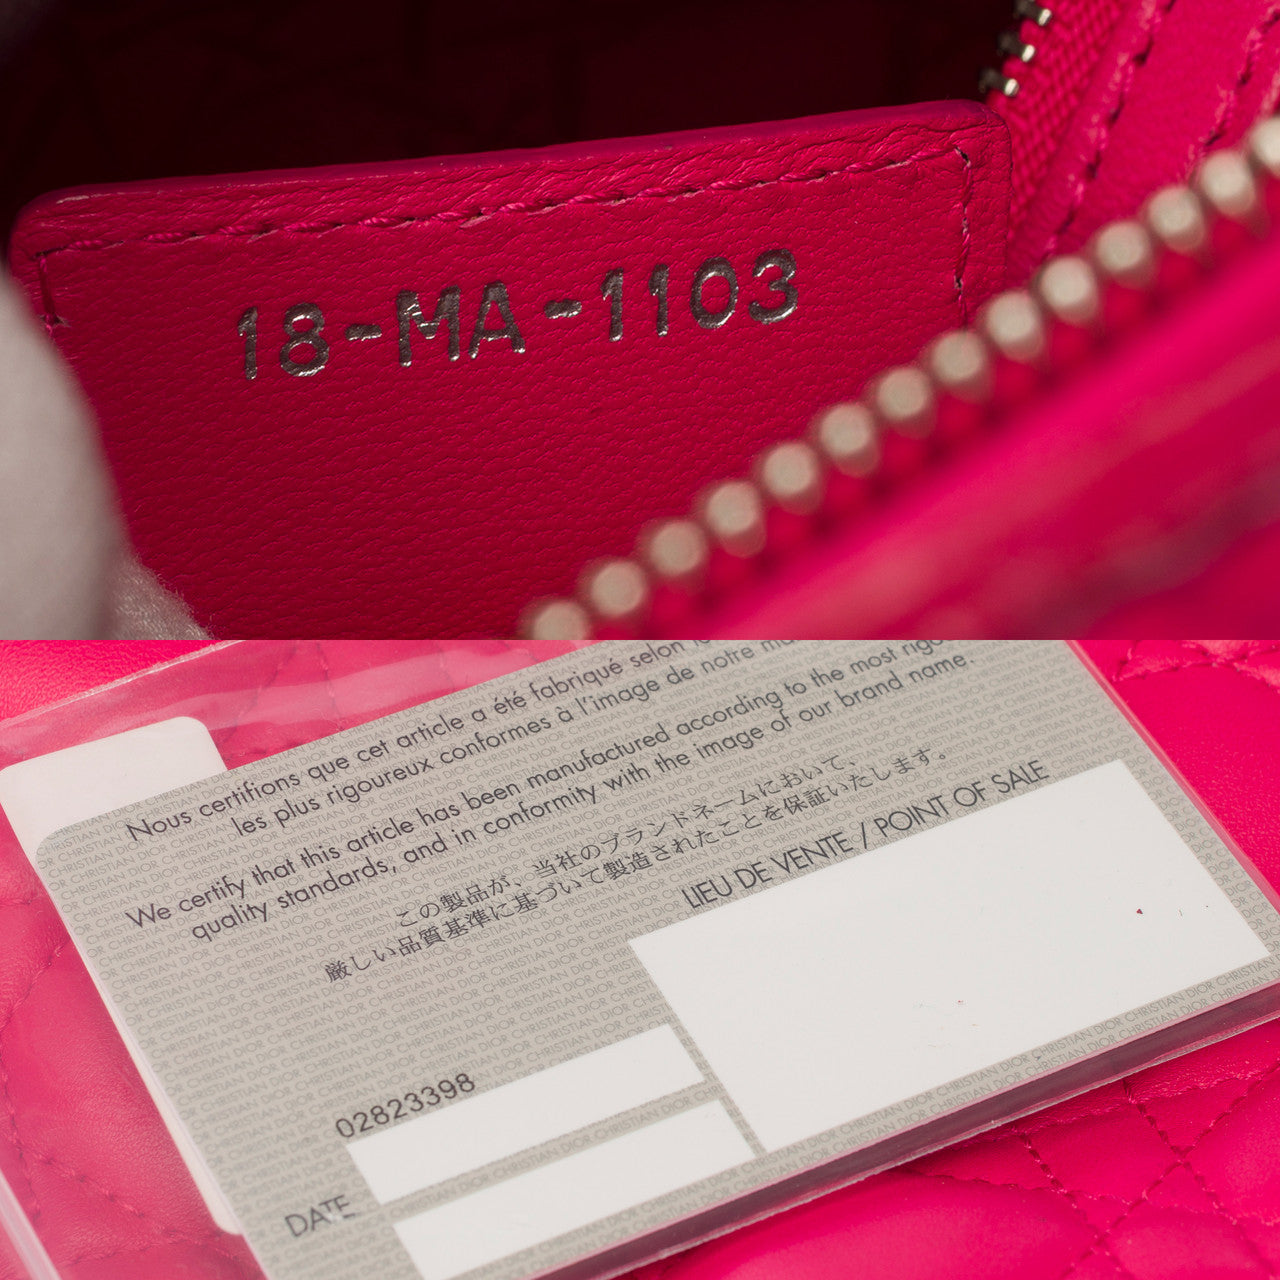 18-MA-1103
Nous certifions que cet article a été fabriqué selon
les plus rigoureux conformes à l'image de notre
We certify that this article has been manufactured according to the most
quality standards, and in conformity with the image of our brand name.
この製品が、当社のブランドネームにおいて、
厳しい品質基準に基づいて製造されたことを保証いたします。
LIEU DE VENTE / POINT OF SALE
02823398
DATE